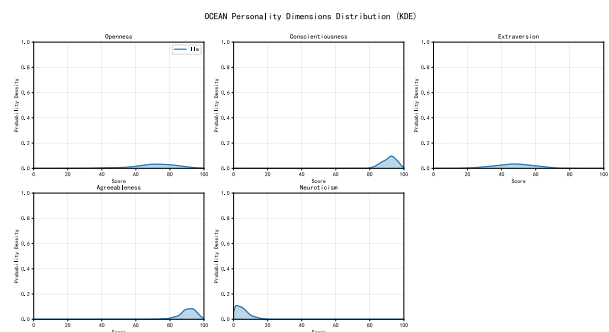 OCEAN Personality Dimensions Distribution (KDE)
Openness
Probability Density
1.0
0.8
0.6
0.4
0.2
0.0
0 20 40 60 80 100
Score
Conscientiousness
Probability Density
1.0
0.8
0.6
0.4
0.2
0.0
0 20 40 60 80 100
Score
Extraversion
Probability Density
1.0
0.8
0.6
0.4
0.2
0.0
0 20 40 60 80 100
Score
Agreeableness
Probability Density
1.0
0.8
0.6
0.4
0.2
0.0
0 20 40 60 80 100
Score
Neuroticism
Probability Density
1.0
0.8
0.6
0.4
0.2
0.0
0 20 40 60 80 100
Score